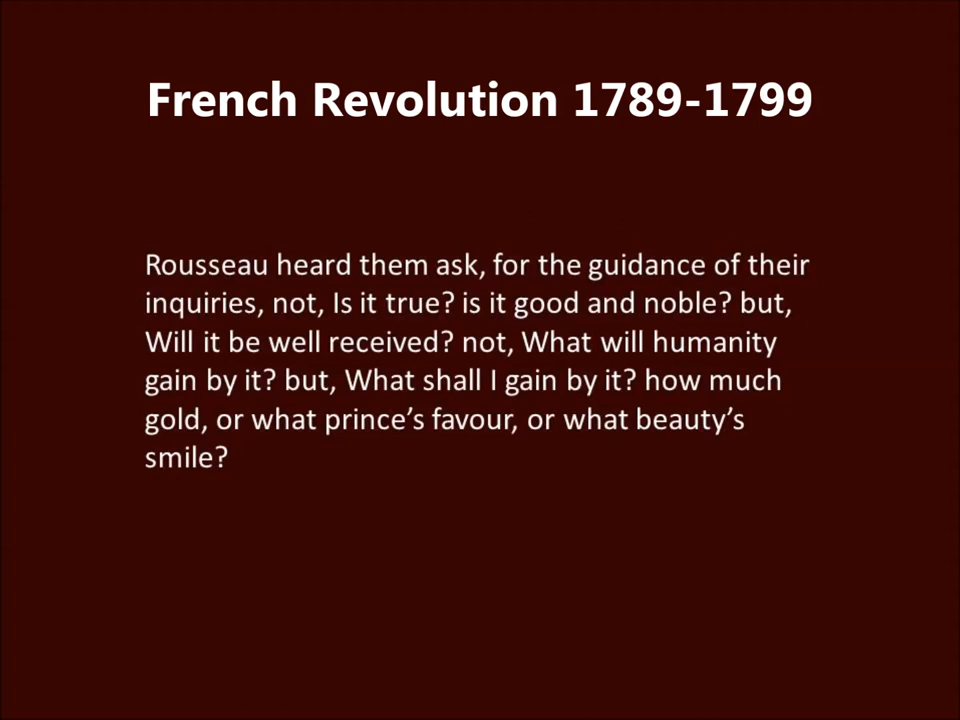 French Revolution 1789-1799
Rousseau heard them ask, for the guidance of their
inquiries, not, Is it true? is it good and noble? but,
Will it be well received? not, What will humanity
gain by it? but, What shall I gain by it? how much
gold, or what prince’s favour, or what beauty’s
smile?